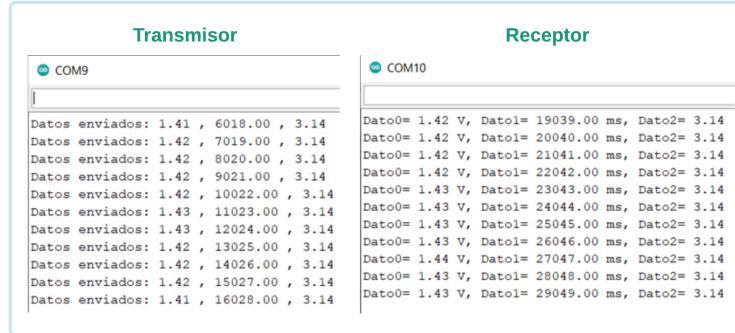 Transmisor
COM9
Datos enviados: 1.41 , 6018.00 , 3.14
Datos enviados: 1.42 , 7019.00 , 3.14
Datos enviados: 1.42 , 8020.00 , 3.14
Datos enviados: 1.42 , 9021.00 , 3.14
Datos enviados: 1.42 , 10022.00 , 3.14
Datos enviados: 1.43 , 11023.00 , 3.14
Datos enviados: 1.43 , 12024.00 , 3.14
Datos enviados: 1.42 , 13025.00 , 3.14
Datos enviados: 1.42 , 14026.00 , 3.14
Datos enviados: 1.42 , 15027.00 , 3.14
Datos enviados: 1.41 , 16028.00 , 3.14
Receptor
COM10
Dato0= 1.42 V, Dato1= 19039.00 ms, Dato2= 3.14
Dato0= 1.42 V, Dato1= 20040.00 ms, Dato2= 3.14
Dato0= 1.42 V, Dato1= 21041.00 ms, Dato2= 3.14
Dato0= 1.42 V, Dato1= 22042.00 ms, Dato2= 3.14
Dato0= 1.43 V, Dato1= 23043.00 ms, Dato2= 3.14
Dato0= 1.43 V, Dato1= 24044.00 ms, Dato2= 3.14
Dato0= 1.43 V, Dato1= 25045.00 ms, Dato2= 3.14
Dato0= 1.43 V, Dato1= 26046.00 ms, Dato2= 3.14
Dato0= 1.44 V, Dato1= 27047.00 ms, Dato2= 3.14
Dato0= 1.43 V, Dato1= 28048.00 ms, Dato2= 3.14
Dato0= 1.43 V, Dato1= 29049.00 ms, Dato2= 3.14